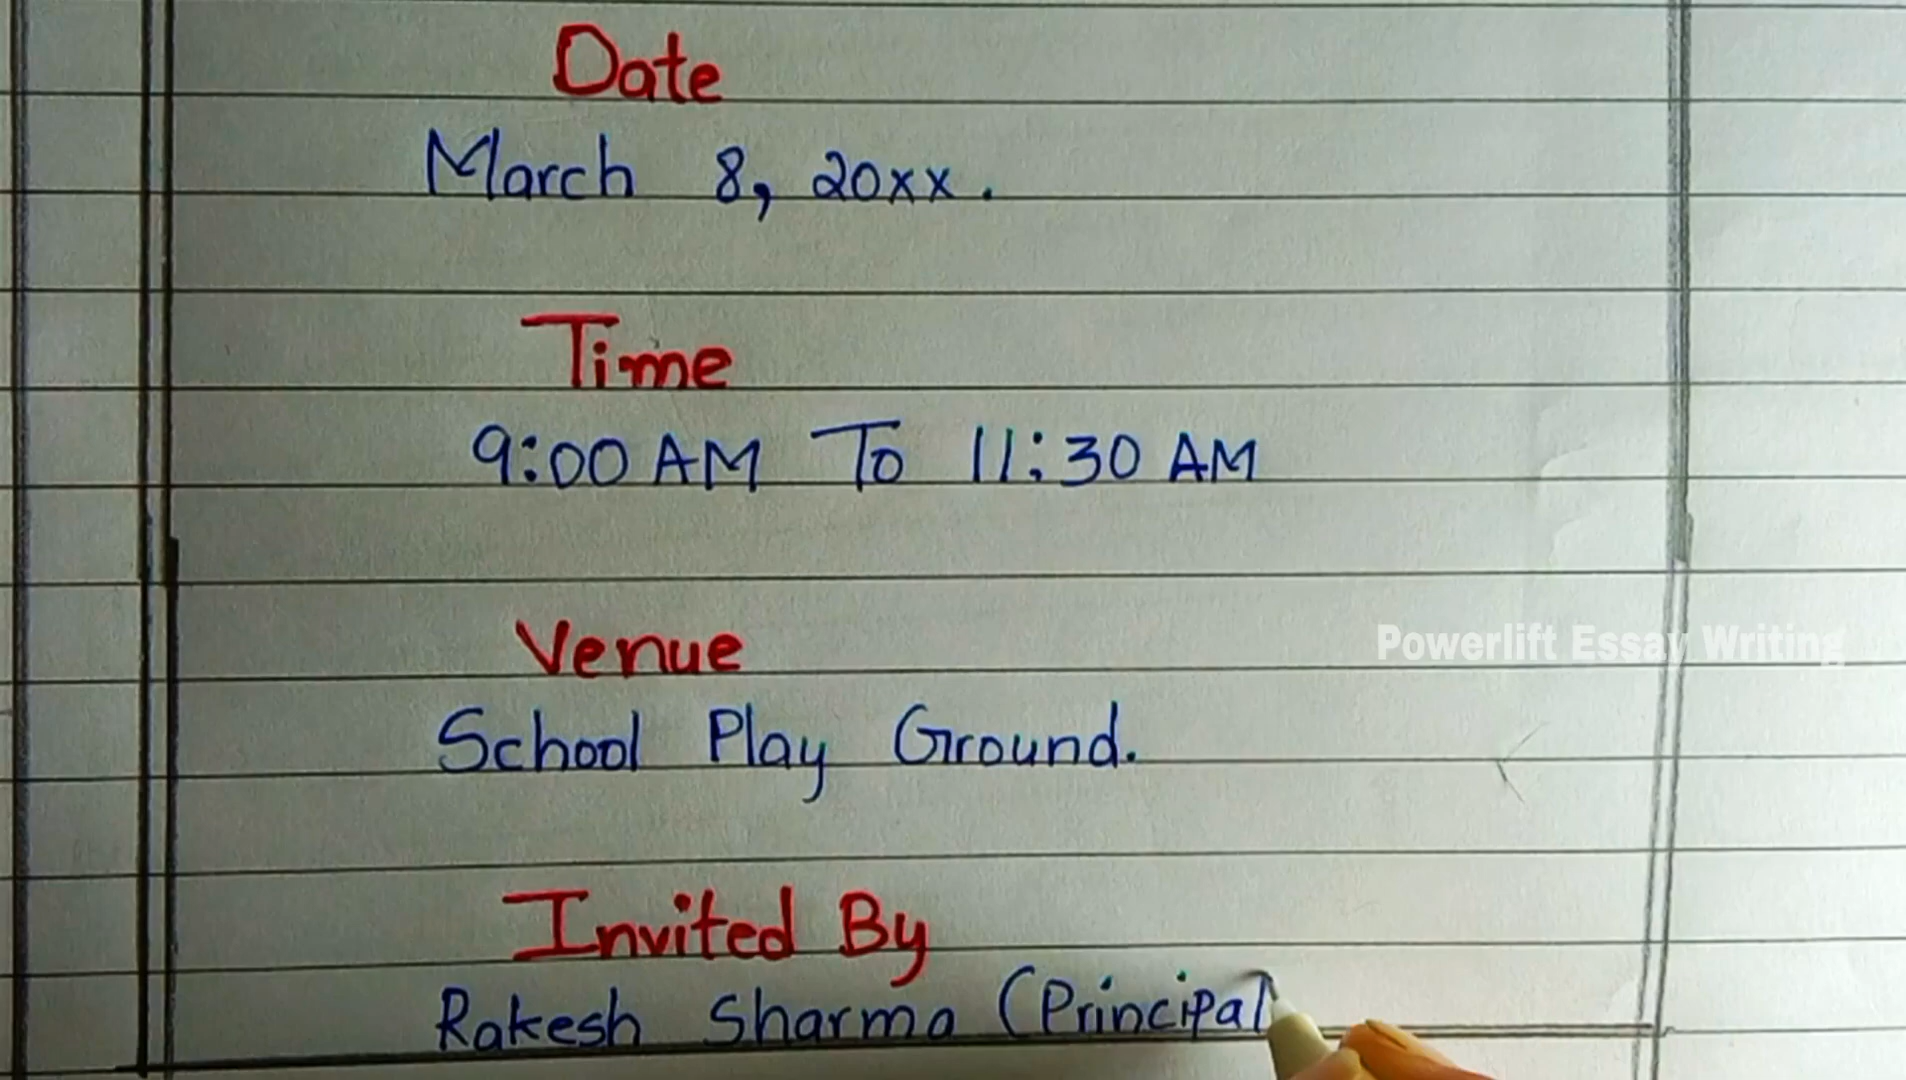 Date
March 8, 20xx.
Time
9:00 AM To 11:30 AM
Venue
Powerlift Essay Writing
School Play Ground.
Invited By
Rakesh Sharma (Principal